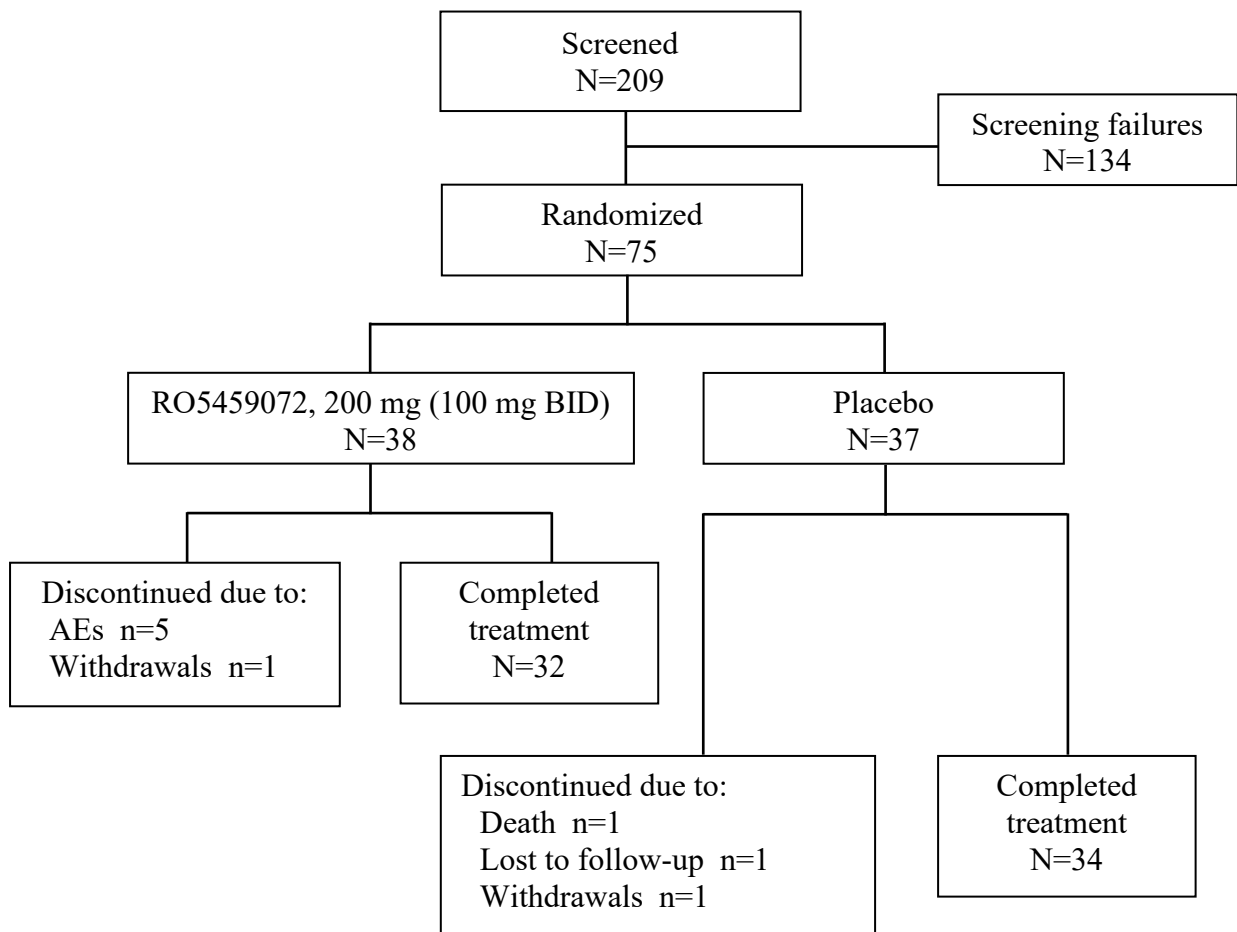 Screened
N=209
Screening failures
N=134
Randomized
N=75
RO5459072, 200 mg (100 mg BID)
N=38
Placebo
N=37
Discontinued due to:
AEs n=5
Withdrawals n=1
Completed
treatment
N=32
Discontinued due to:
Death n=1
Lost to follow-up n=1
Withdrawals n=1
Completed
treatment
N=34